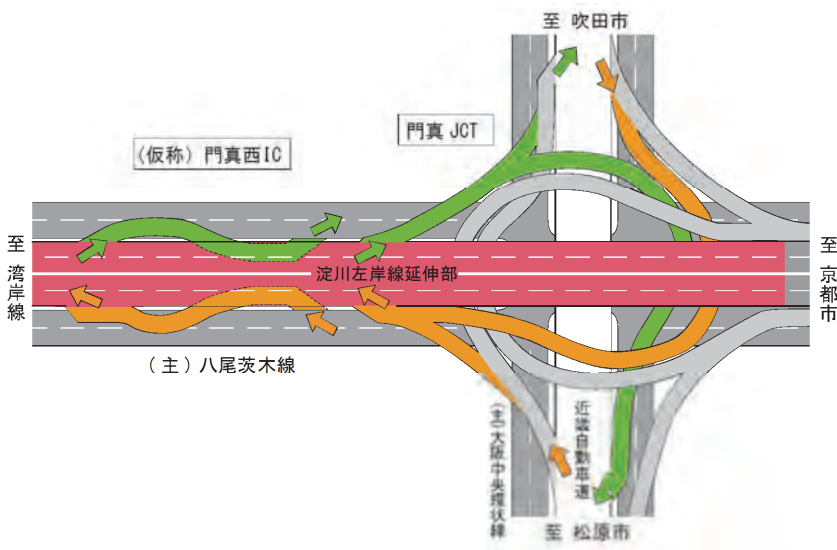 至 吹田市
門真 JCT
(仮称) 門真西IC
至 湾岸線
淀川左岸線延伸部
至 京都市
(主) 八尾茨木線
(主)大阪中央環状線
近畿自動車道
至 松原市